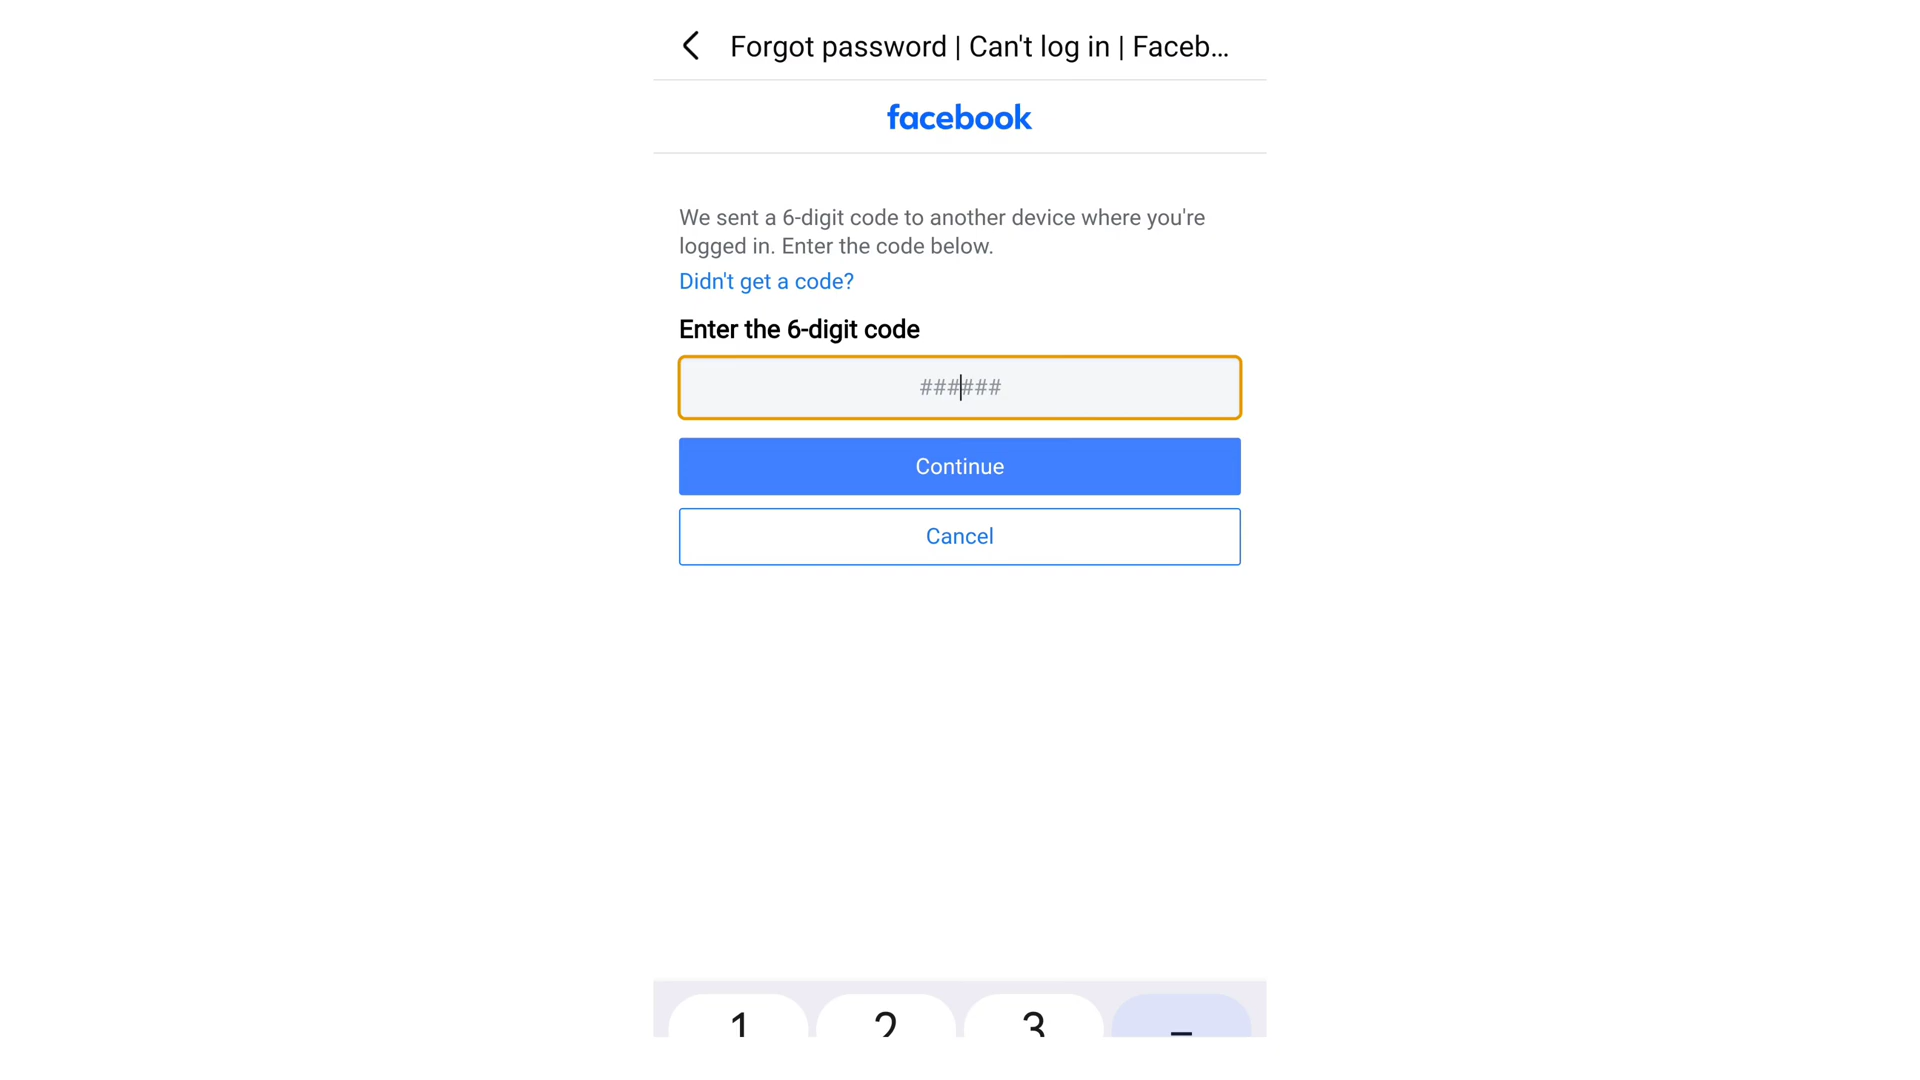 Forgot password | Can't log in | Faceb...
facebook
We sent a 6-digit code to another device where you're
logged in. Enter the code below.
Didn't get a code?
Enter the 6-digit code
######
Continue
Cancel
1 2 3 –